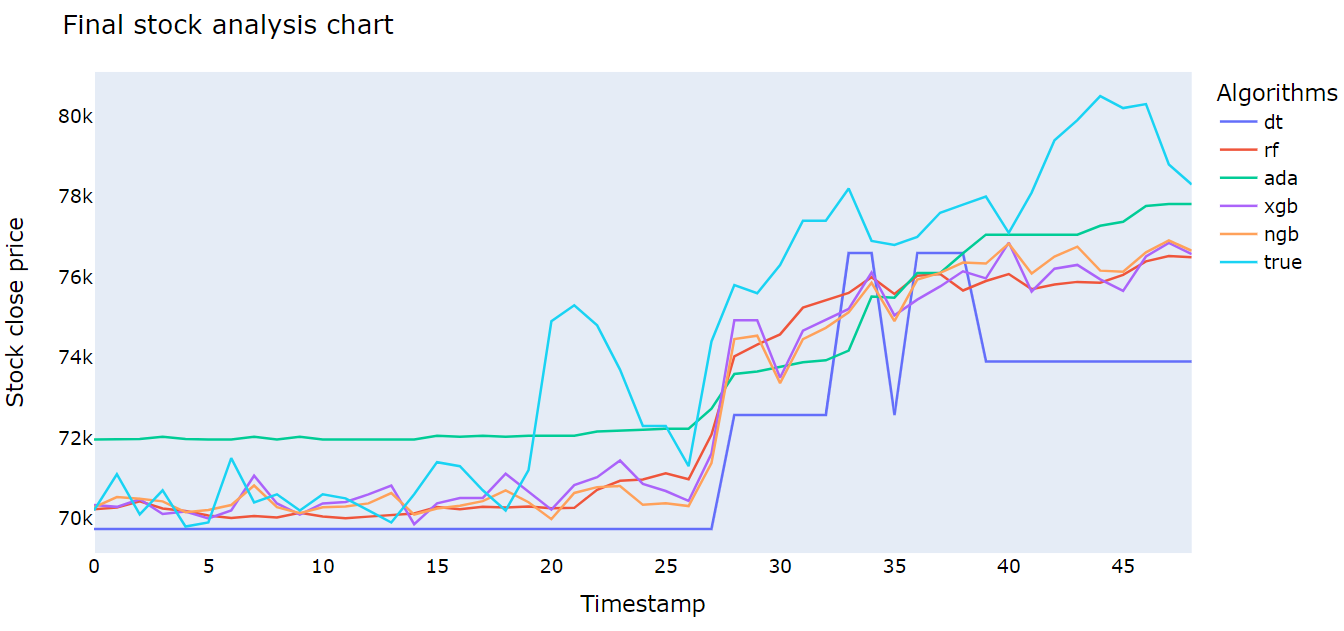 Final stock analysis chart
Algorithms
dt
rf
ada
xgb
ngb
true
Stock close price
80k
78k
76k
74k
72k
70k
0 5 10 15 20 25 30 35 40 45
Timestamp